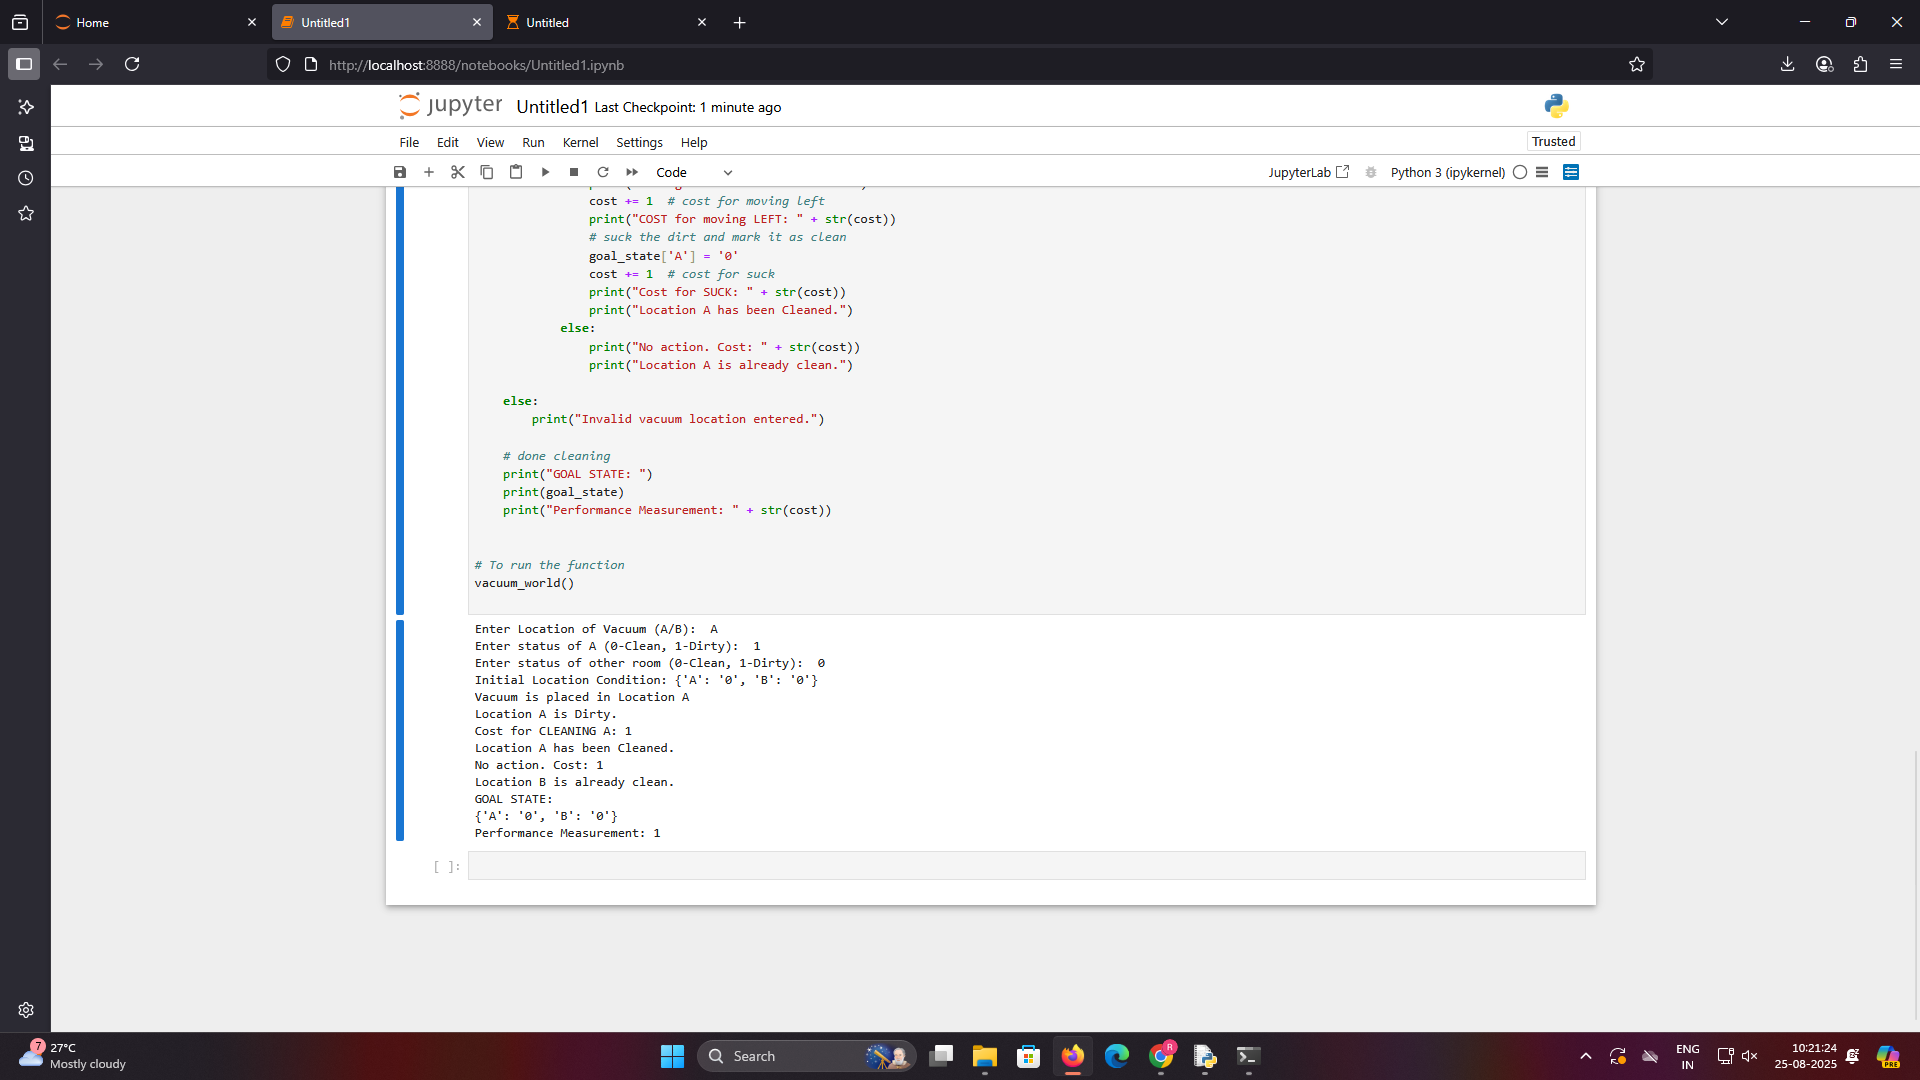 Home
Untitled1
Untitled
http://localhost:8888/notebooks/Untitled1.ipynb
jupyter Untitled1 Last Checkpoint: 1 minute ago
File Edit View Run Kernel Settings Help
Trusted
Code
JupyterLab
Python 3 (ipykernel)
cost += 1  # cost for moving left
print("COST for moving LEFT: " + str(cost))
# suck the dirt and mark it as clean
goal_state['A'] = '0'
cost += 1  # cost for suck
print("Cost for SUCK: " + str(cost))
print("Location A has been Cleaned.")
else:
print("No action. Cost: " + str(cost))
print("Location A is already clean.")
else:
print("Invalid vacuum location entered.")
# done cleaning
print("GOAL STATE: ")
print(goal_state)
print("Performance Measurement: " + str(cost))
# To run the function
vacuum_world()
Enter Location of Vacuum (A/B):  A
Enter status of A (0-Clean, 1-Dirty):  1
Enter status of other room (0-Clean, 1-Dirty):  0
Initial Location Condition: {'A': '0', 'B': '0'}
Vacuum is placed in Location A
Location A is Dirty.
Cost for CLEANING A: 1
Location A has been Cleaned.
No action. Cost: 1
Location B is already clean.
GOAL STATE:
{'A': '0', 'B': '0'}
Performance Measurement: 1
[ ]:
7
27°C
Mostly cloudy
Search
R
ENG
IN
10:21:24
25-08-2025
PRE